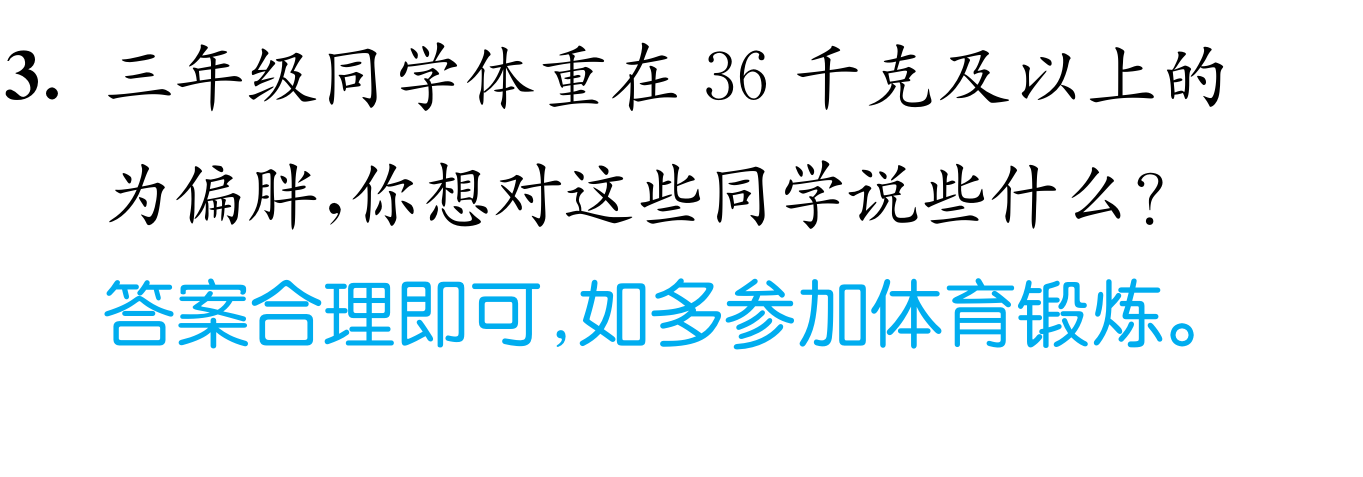 3. 三年级同学体重在 36 千克及以上的
为偏胖,你想对这些同学说些什么?
答案合理即可,如多参加体育锻炼。